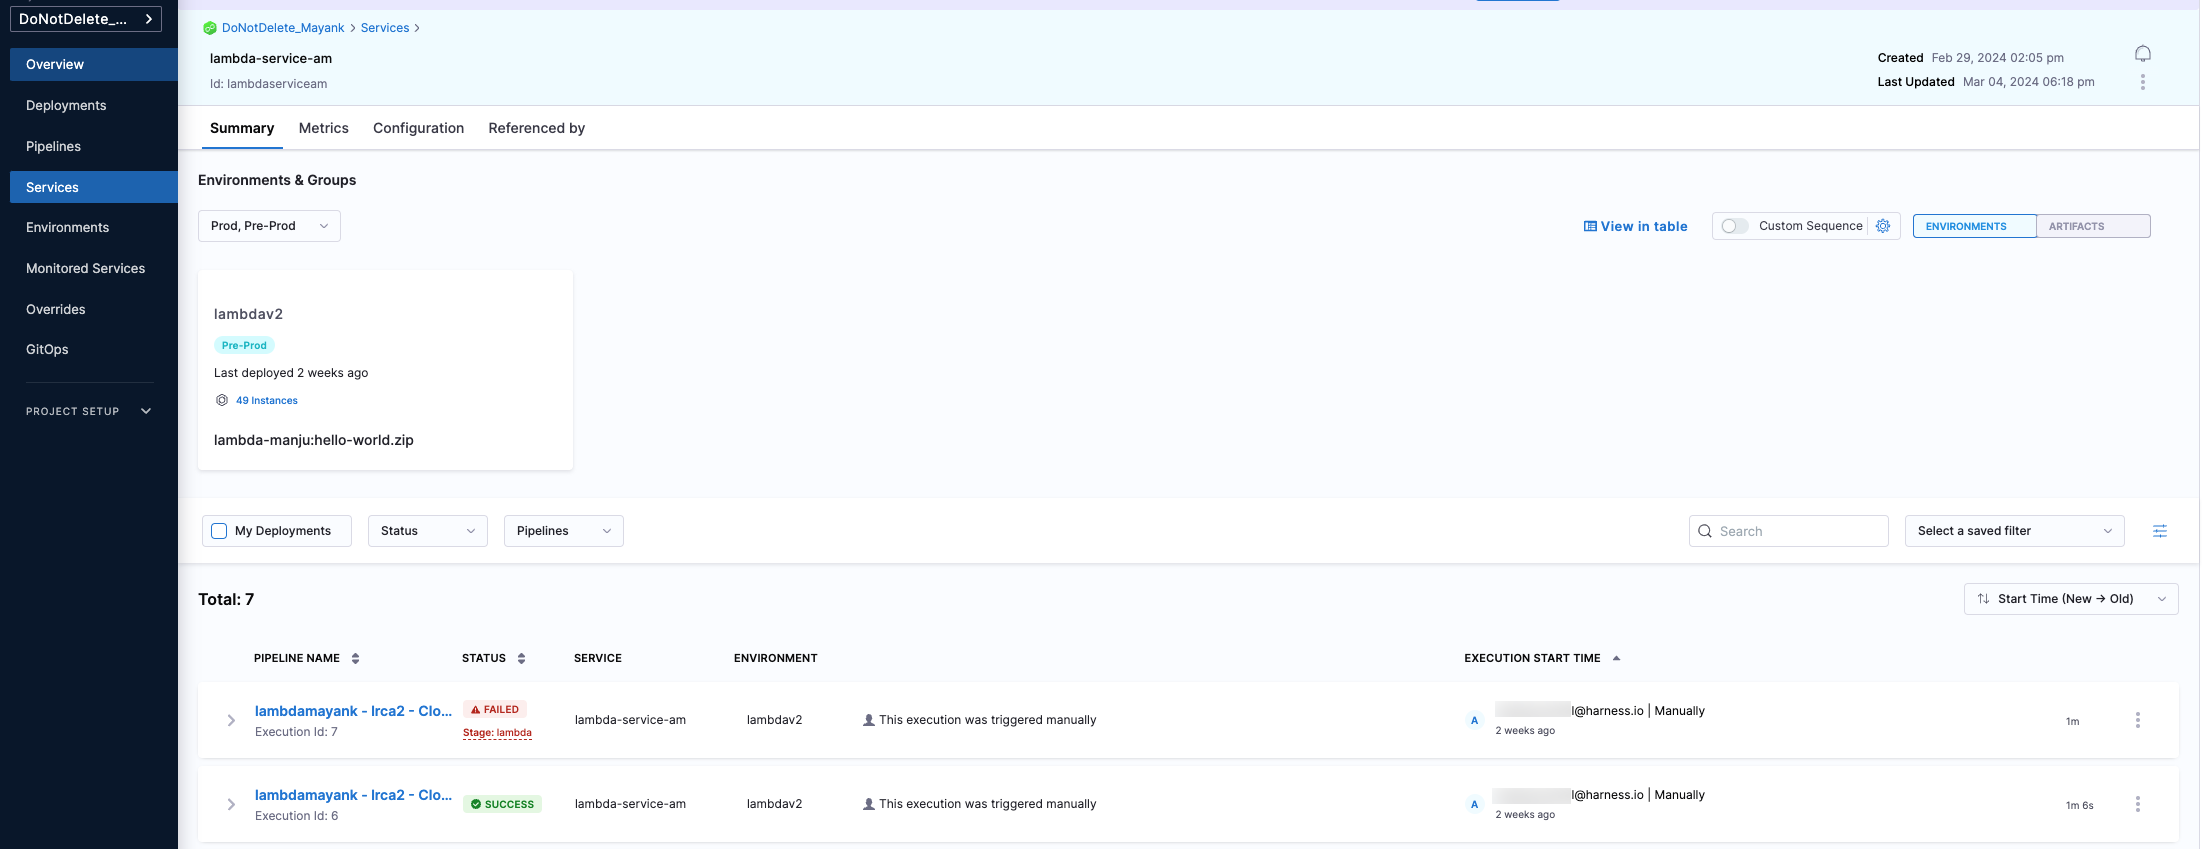 DoNotDelete_...
Overview
Deployments
Pipelines
Services
Environments
Monitored Services
Overrides
GitOps
PROJECT SETUP
DoNotDelete_Mayank > Services >
lambda-service-am
Id: lambdaserviceam
Created Feb 29, 2024 02:05 pm
Last Updated Mar 04, 2024 06:18 pm
Summary Metrics Configuration Referenced by
Environments & Groups
Prod, Pre-Prod
View in table
Custom Sequence
ENVIRONMENTS ARTIFACTS
lambdav2
Pre-Prod
Last deployed 2 weeks ago
49 Instances
lambda-manju:hello-world.zip
My Deployments Status Pipelines Search Select a saved filter
Total: 7
Start Time (New → Old)
PIPELINE NAME STATUS SERVICE ENVIRONMENT EXECUTION START TIME
lambdamayank - lrca2 - Clo...
Execution Id: 7
FAILED
Stage: lambda
lambda-service-am
lambdav2
This execution was triggered manually
A
l@harness.io | Manually
2 weeks ago
1m
lambdamayank - lrca2 - Clo...
Execution Id: 6
SUCCESS
lambda-service-am
lambdav2
This execution was triggered manually
A
l@harness.io | Manually
2 weeks ago
1m 6s